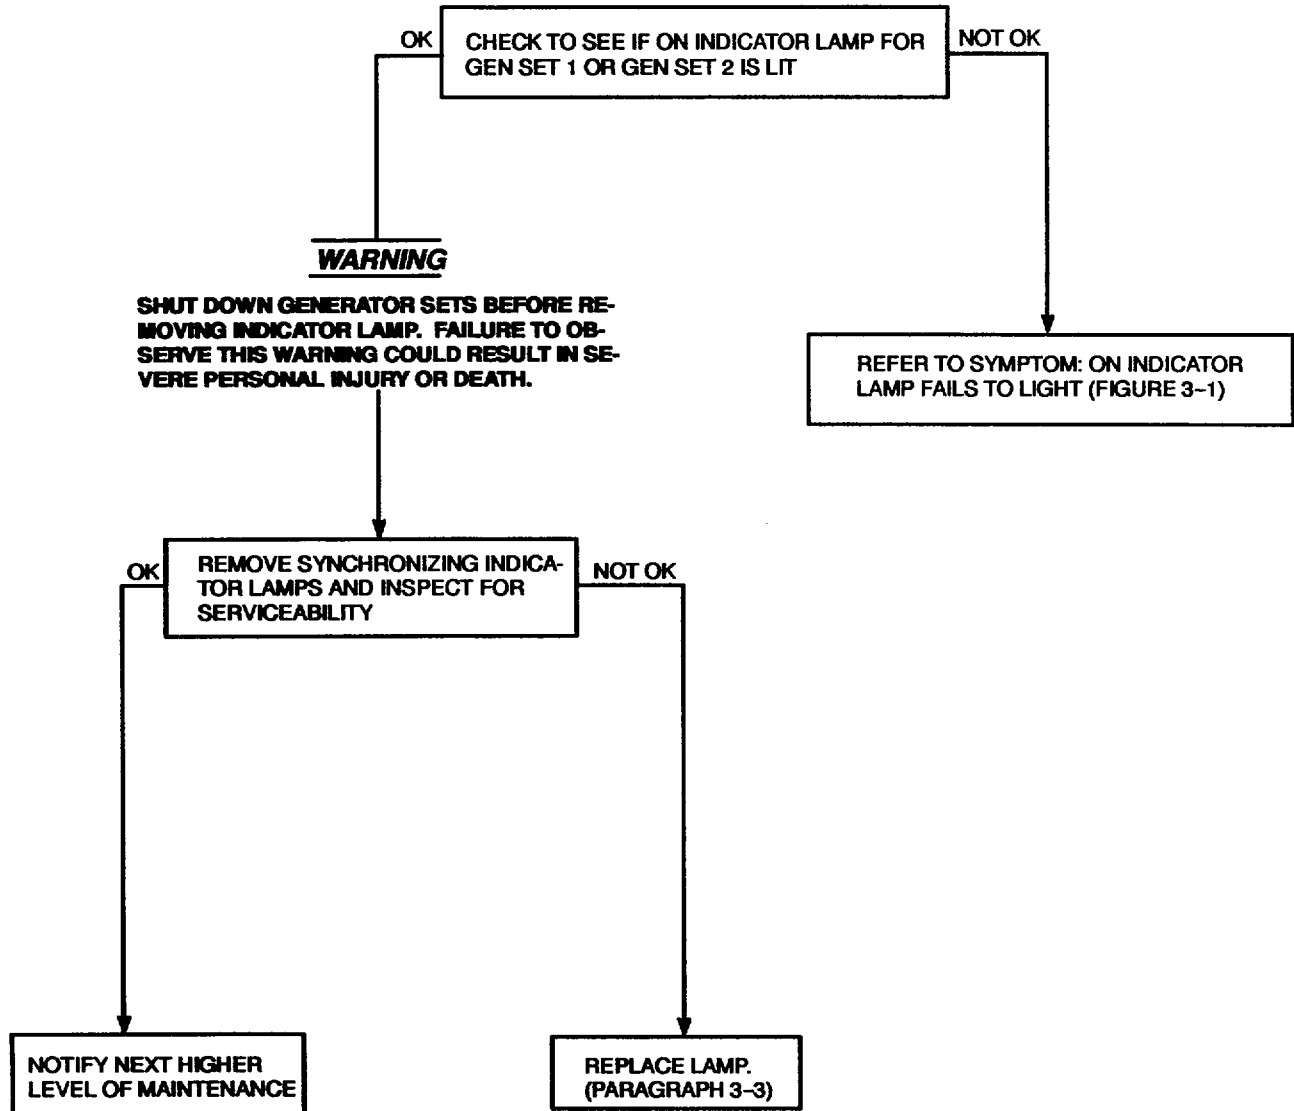 OK
CHECK TO SEE IF ON INDICATOR LAMP FOR
GEN SET 1 OR GEN SET 2 IS LIT
NOT OK
WARNING
SHUT DOWN GENERATOR SETS BEFORE RE-
MOVING INDICATOR LAMP. FAILURE TO OB-
SERVE THIS WARNING COULD RESULT IN SE-
VERE PERSONAL INJURY OR DEATH.
REFER TO SYMPTOM: ON INDICATOR
LAMP FAILS TO LIGHT (FIGURE 3-1)
OK
REMOVE SYNCHRONIZING INDICA-
TOR LAMPS AND INSPECT FOR
SERVICEABILITY
NOT OK
NOTIFY NEXT HIGHER
LEVEL OF MAINTENANCE
REPLACE LAMP.
(PARAGRAPH 3-3)